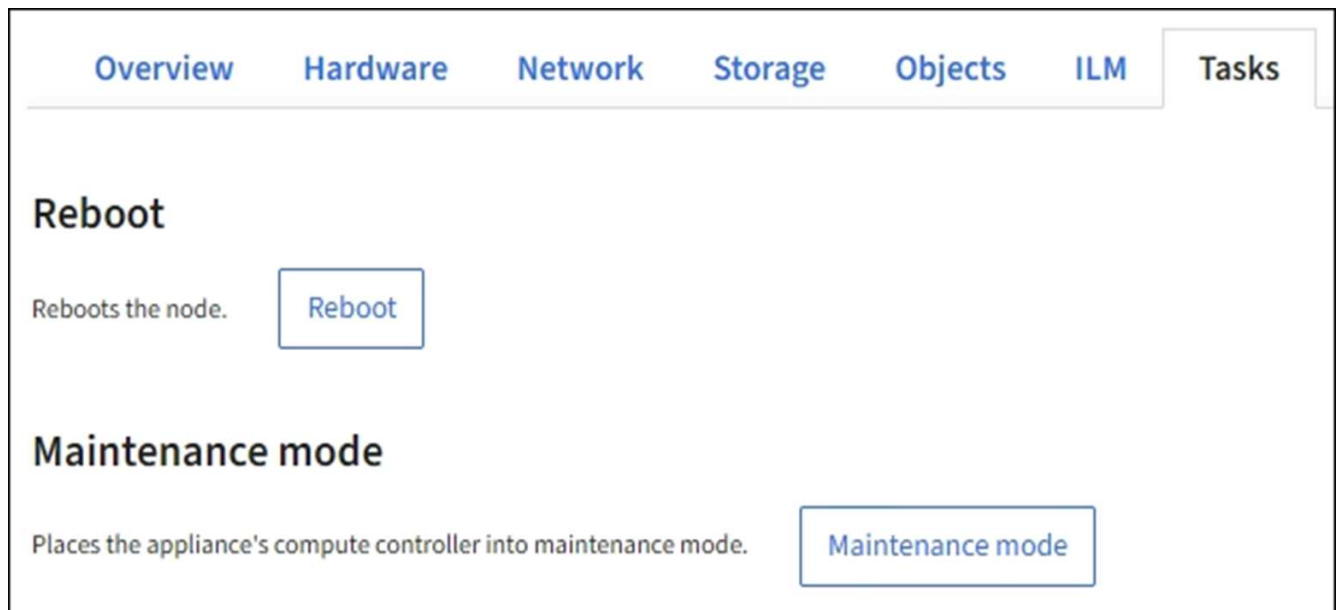 Overview Hardware Network Storage Objects ILM Tasks
Reboot
Reboots the node. Reboot
Maintenance mode
Places the appliance's compute controller into maintenance mode. Maintenance mode